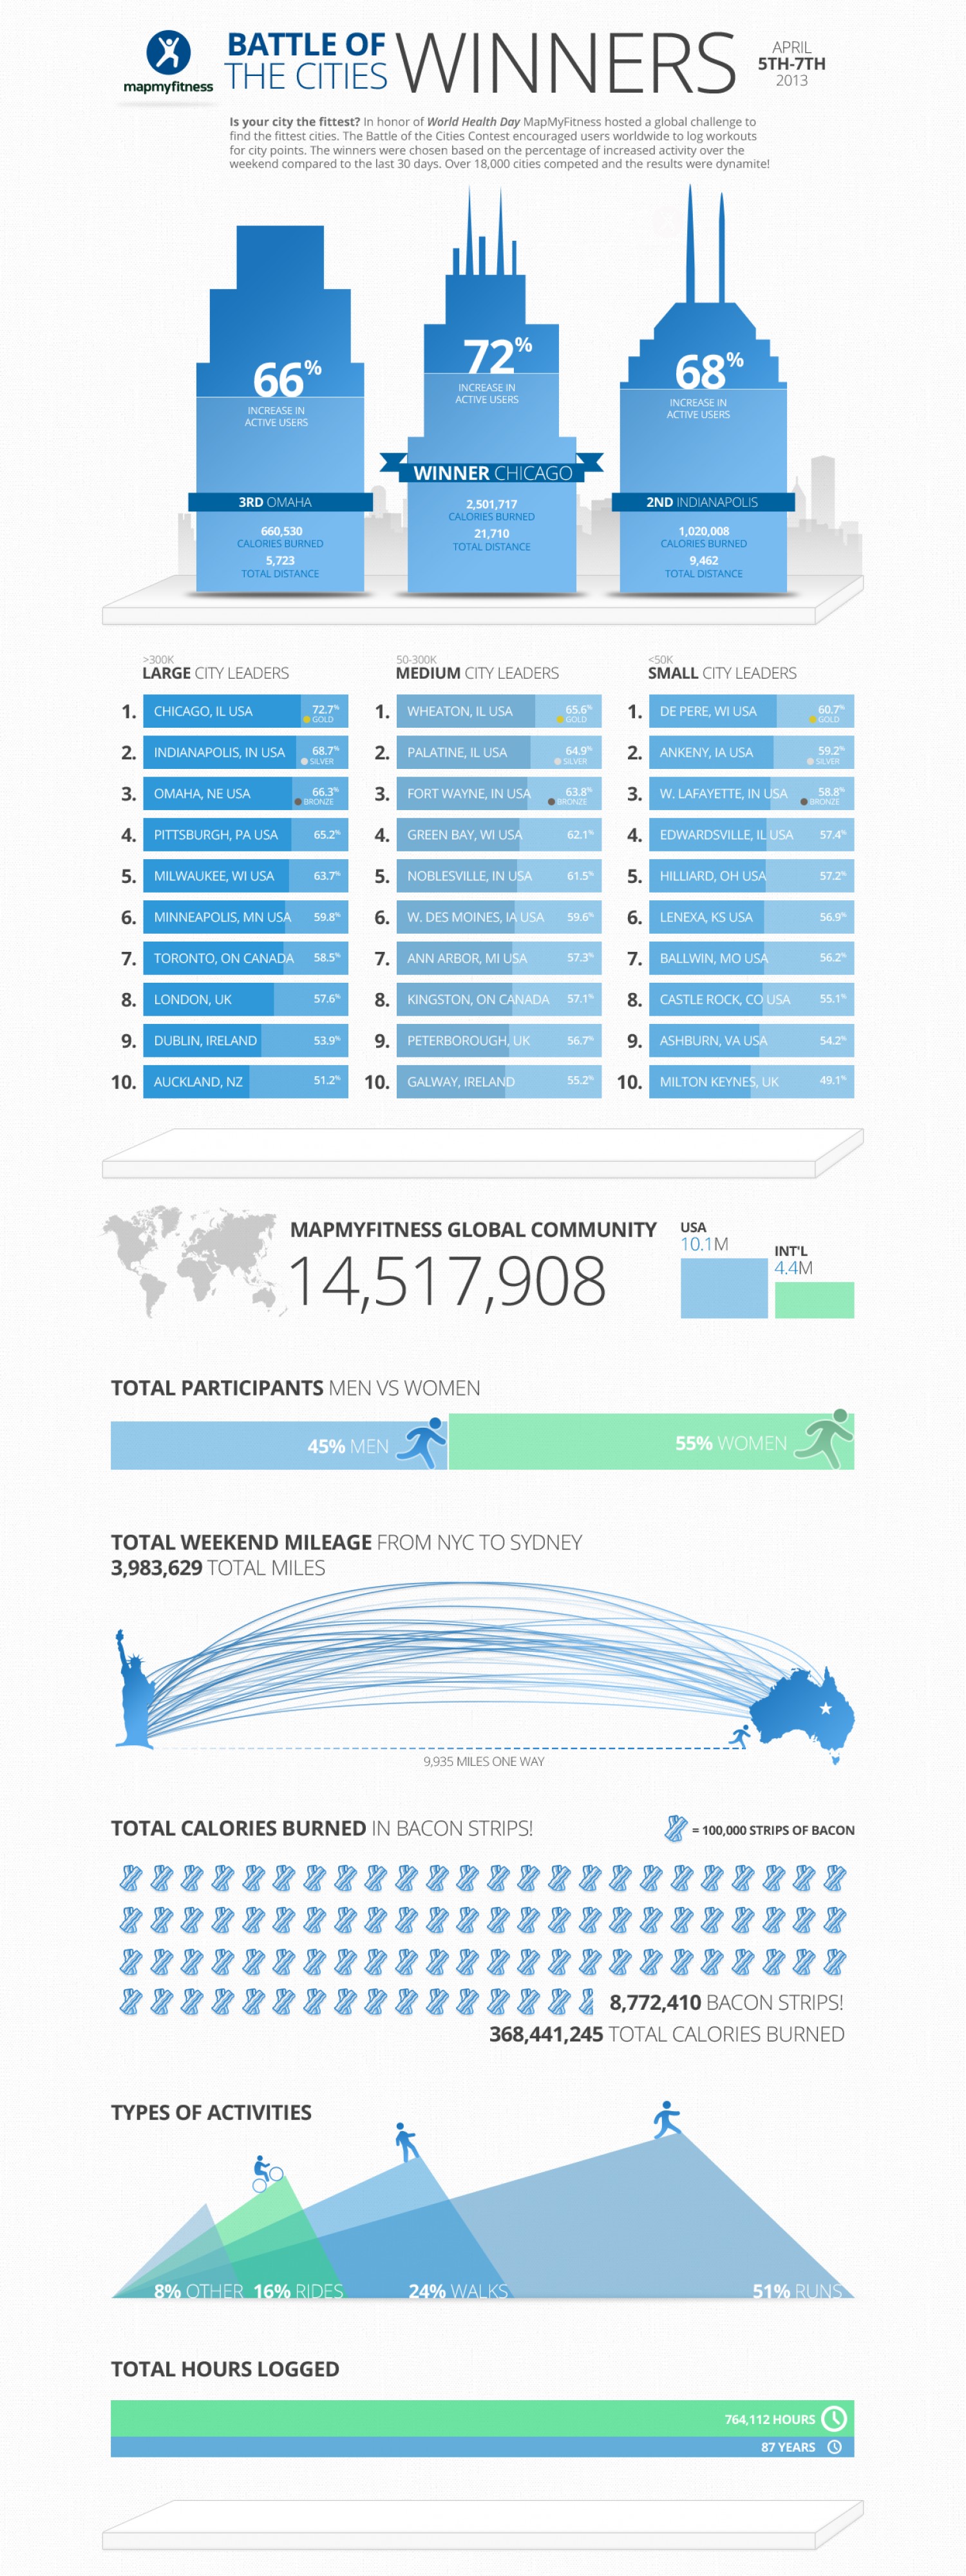 mapmyfitness
BATTLE OF
THE CITIES
WINNERS
APRIL
5TH-7TH
2013
Is your city the fittest? In honor of World Health Day MapMyFitness hosted a global challenge to
find the fittest cities. The Battle of the Cities Contest encouraged users worldwide to log workouts
for city points. The winners were chosen based on the percentage of increased activity over the
weekend compared to the last 30 days. Over 18,000 cities competed and the results were dynamite!
66%
INCREASE IN
ACTIVE USERS
3RD OMAHA
660,530
CALORIES BURNED
5,723
TOTAL DISTANCE
72%
INCREASE IN
ACTIVE USERS
WINNER CHICAGO
2,501,717
CALORIES BURNED
21,710
TOTAL DISTANCE
68%
INCREASE IN
ACTIVE USERS
2ND INDIANAPOLIS
1,020,008
CALORIES BURNED
9,462
TOTAL DISTANCE
>300K
LARGE CITY LEADERS
1. CHICAGO, IL USA 72.7%
GOLD
2. INDIANAPOLIS, IN USA 68.7%
SILVER
3. OMAHA, NE USA 66.3%
BRONZE
4. PITTSBURGH, PA USA 65.2%
5. MILWAUKEE, WI USA 63.7%
6. MINNEAPOLIS, MN USA 59.8%
7. TORONTO, ON CANADA 58.5%
8. LONDON, UK 57.6%
9. DUBLIN, IRELAND 53.9%
10. AUCKLAND, NZ 51.2%
50-300K
MEDIUM CITY LEADERS
1. WHEATON, IL USA 65.6%
GOLD
2. PALATINE, IL USA 64.9%
SILVER
3. FORT WAYNE, IN USA 63.8%
BRONZE
4. GREEN BAY, WI USA 62.1%
5. NOBLESVILLE, IN USA 61.5%
6. W. DES MOINES, IA USA 59.6%
7. ANN ARBOR, MI USA 57.3%
8. KINGSTON, ON CANADA 57.1%
9. PETERBOROUGH, UK 56.7%
10. GALWAY, IRELAND 55.2%
<50K
SMALL CITY LEADERS
1. DE PERE, WI USA 60.7%
GOLD
2. ANKENY, IA USA 59.2%
SILVER
3. W. LAFAYETTE, IN USA 58.8%
BRONZE
4. EDWARDSVILLE, IL USA 57.4%
5. HILLIARD, OH USA 57.2%
6. LENEXA, KS USA 56.9%
7. BALLWIN, MO USA 56.2%
8. CASTLE ROCK, CO USA 55.1%
9. ASHBURN, VA USA 54.2%
10. MILTON KEYNES, UK 49.1%
MAPMYFITNESS GLOBAL COMMUNITY
14,517,908
USA
10.1M
INT'L
4.4M
TOTAL PARTICIPANTS MEN VS WOMEN
45% MEN
55% WOMEN
TOTAL WEEKEND MILEAGE FROM NYC TO SYDNEY
3,983,629 TOTAL MILES
9,935 MILES ONE WAY
TOTAL CALORIES BURNED IN BACON STRIPS!
= 100,000 STRIPS OF BACON
8,772,410 BACON STRIPS!
368,441,245 TOTAL CALORIES BURNED
TYPES OF ACTIVITIES
8% OTHER
16% RIDES
24% WALKS
51% RUNS
TOTAL HOURS LOGGED
764,112 HOURS
87 YEARS